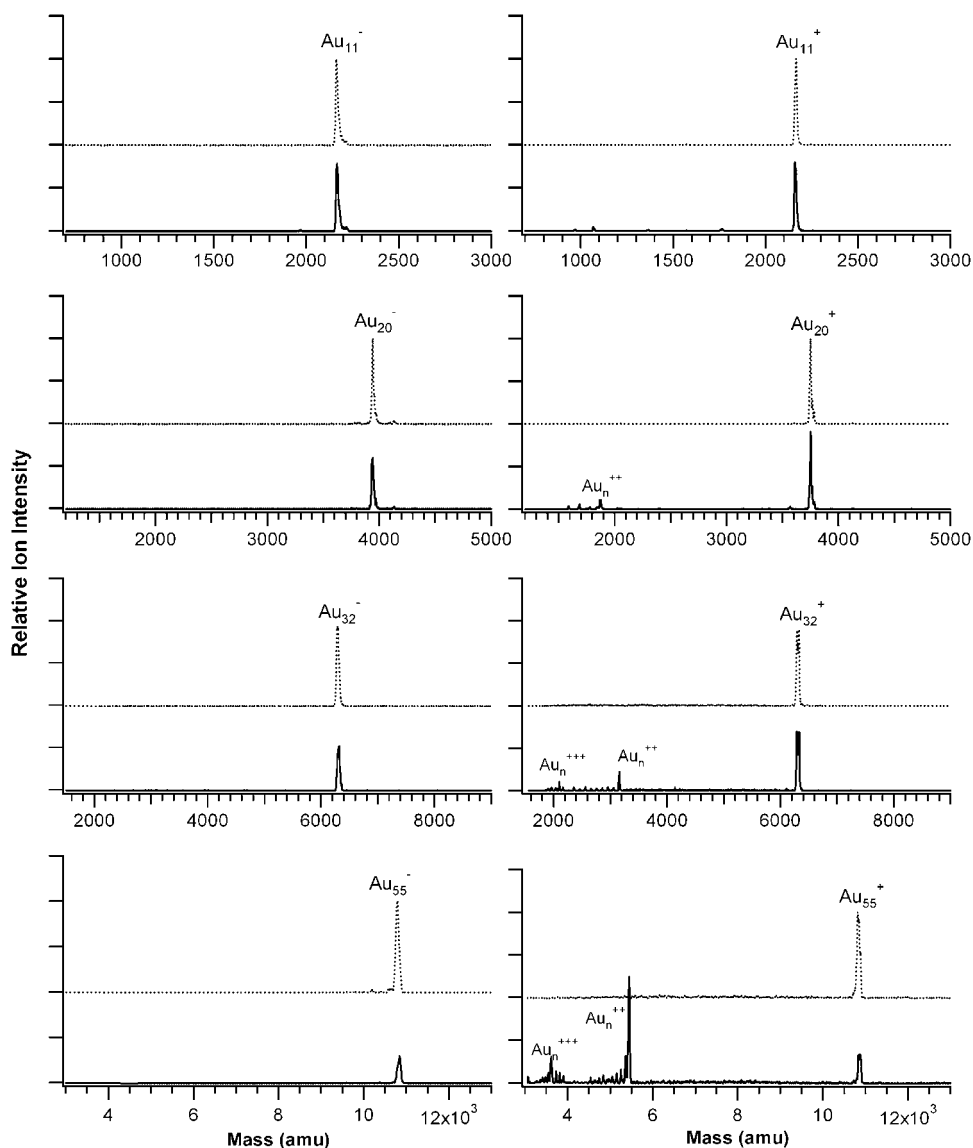 Relative Ion Intensity
Au11-
Au11+
1000 1500 2000 2500 3000
1000 1500 2000 2500 3000
Au20-
Au20+
Aun++
2000 3000 4000 5000
2000 3000 4000 5000
Au32-
Au32+
Aun+++
Aun++
2000 4000 6000 8000
2000 4000 6000 8000
Au55-
Au55+
Aun++
Aun+++
4 6 8 10 12x10³
4 6 8 10 12x10³
Mass (amu)
Mass (amu)